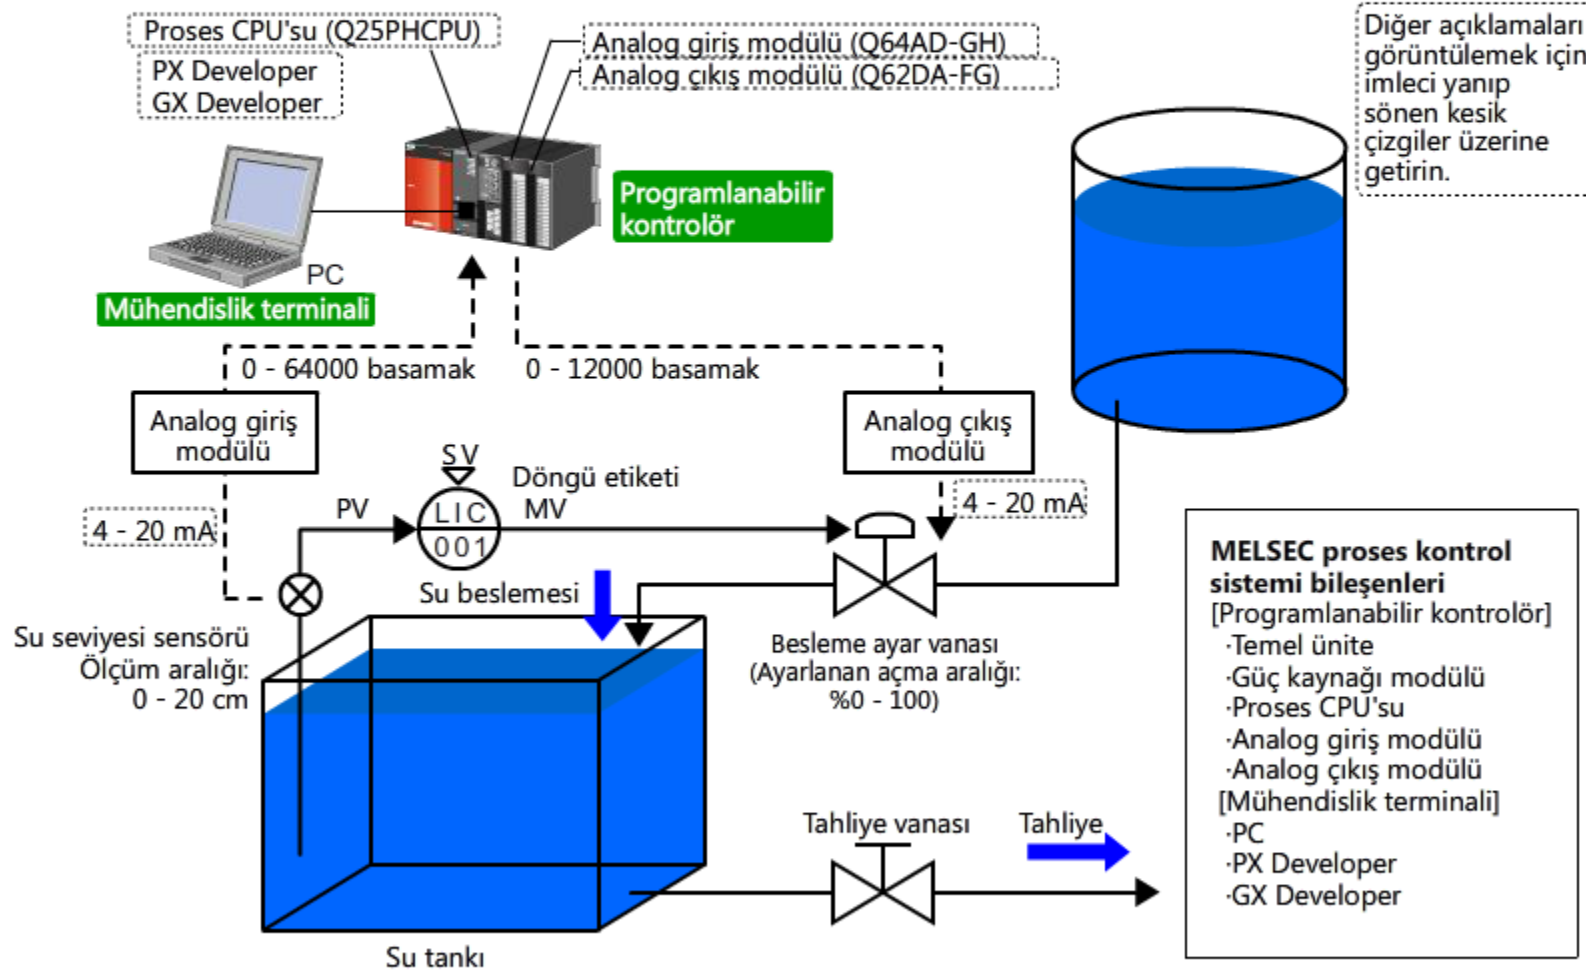 Proses CPU'su (Q25PHCPU)
PX Developer
GX Developer
Analog giriş modülü (Q64AD-GH)
Analog çıkış modülü (Q62DA-FG)
Diğer açıklamaları
görüntülemek için
imleci yanıp
sönen kesik
çizgiler üzerine
getirin.
Programlanabilir
kontrolör
PC
Mühendislik terminali
0 - 64000 basamak
0 - 12000 basamak
Analog giriş
modülü
Analog çıkış
modülü
SV
Döngü etiketi
PV
LIC
001
MV
4 - 20 mA
4 - 20 mA
Su beslemesi
Su seviyesi sensörü
Ölçüm aralığı:
0 - 20 cm
Besleme ayar vanası
(Ayarlanan açma aralığı:
%0 - 100)
MELSEC proses kontrol
sistemi bileşenleri
[Programlanabilir kontrolör]
·Temel ünite
·Güç kaynağı modülü
·Proses CPU'su
·Analog giriş modülü
·Analog çıkış modülü
[Mühendislik terminali]
·PC
·PX Developer
·GX Developer
Tahliye vanası
Tahliye
Su tankı